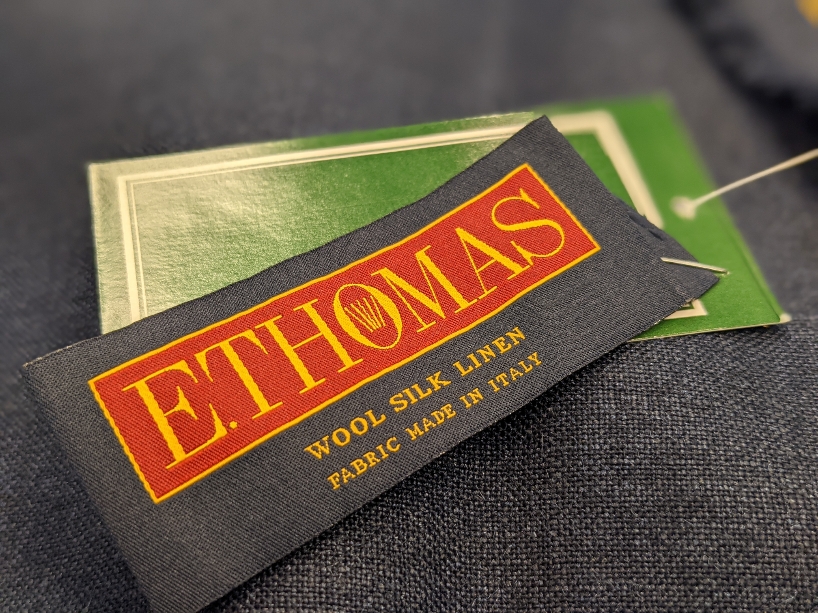 E.THOMAS
WOOL SILK LINEN
FABRIC MADE IN ITALY